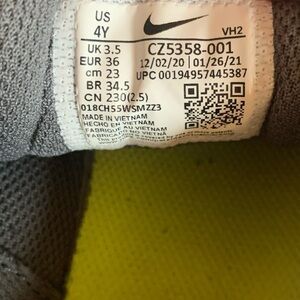 US
4Y
VH2
UK 3.5 CZ5358-001
EUR 36 12/02/20 01/26/21
cm 23 UPC 00194957445387
BR 34.5
CN 230(2.5)
018CHS5WSMZZ3
MADE IN VIETNAM
HECHO EN VIETNAM
FABRIQUÉ AU VIETNAM
FABRICADO NO VIETNÃ